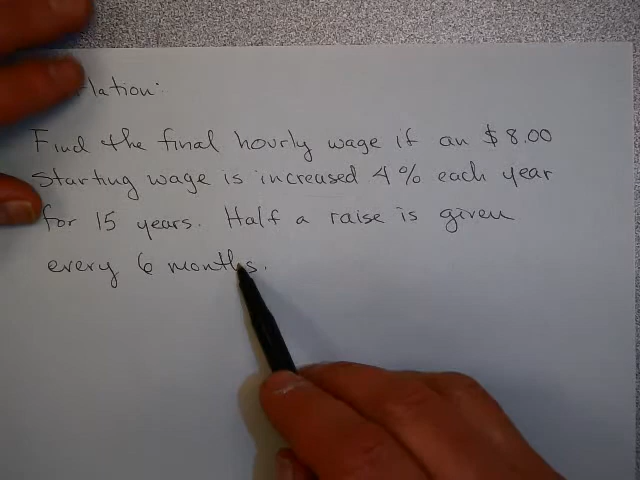 Find the final hourly wage if an $8.00
starting wage is increased 4% each year
for 15 years. Half a raise is given
every 6 months.